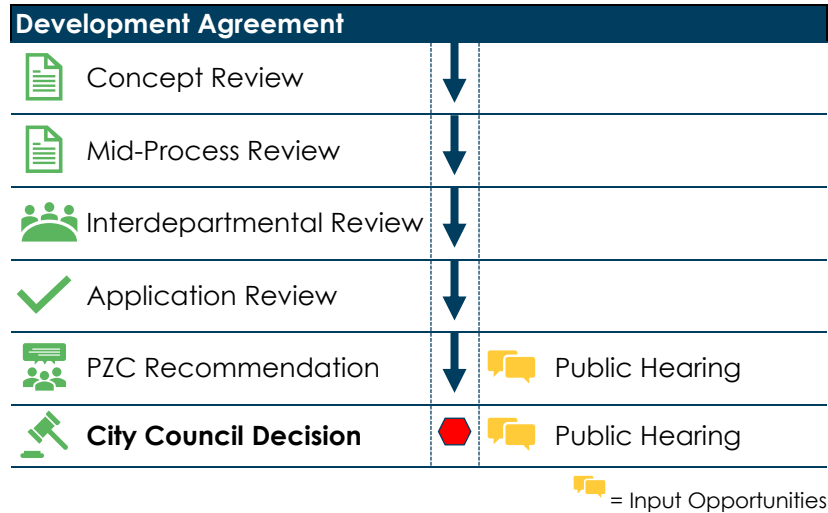 Development Agreement
Concept Review
Mid-Process Review
Interdepartmental Review
Application Review
PZC Recommendation Public Hearing
City Council Decision Public Hearing
= Input Opportunities